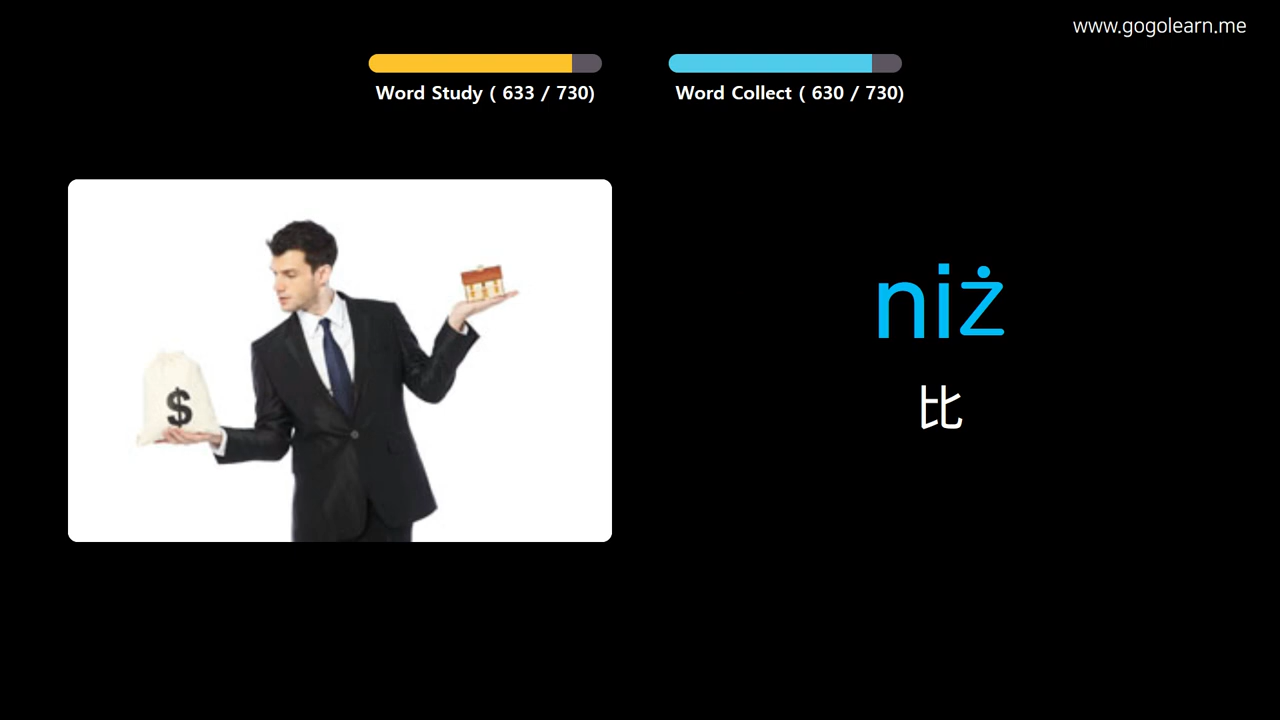 www.gogolearn.me
Word Study ( 633 / 730)
Word Collect ( 630 / 730)
$
niż
比